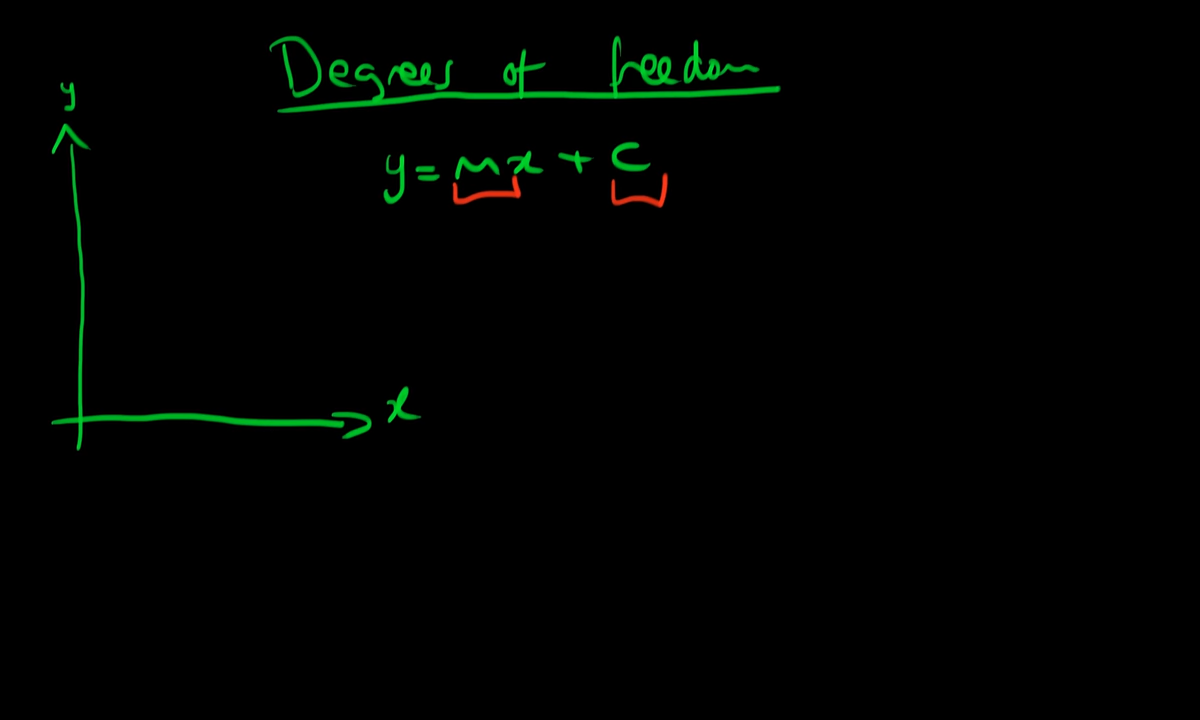 Degrees of freedom
y
y = mx + c
x